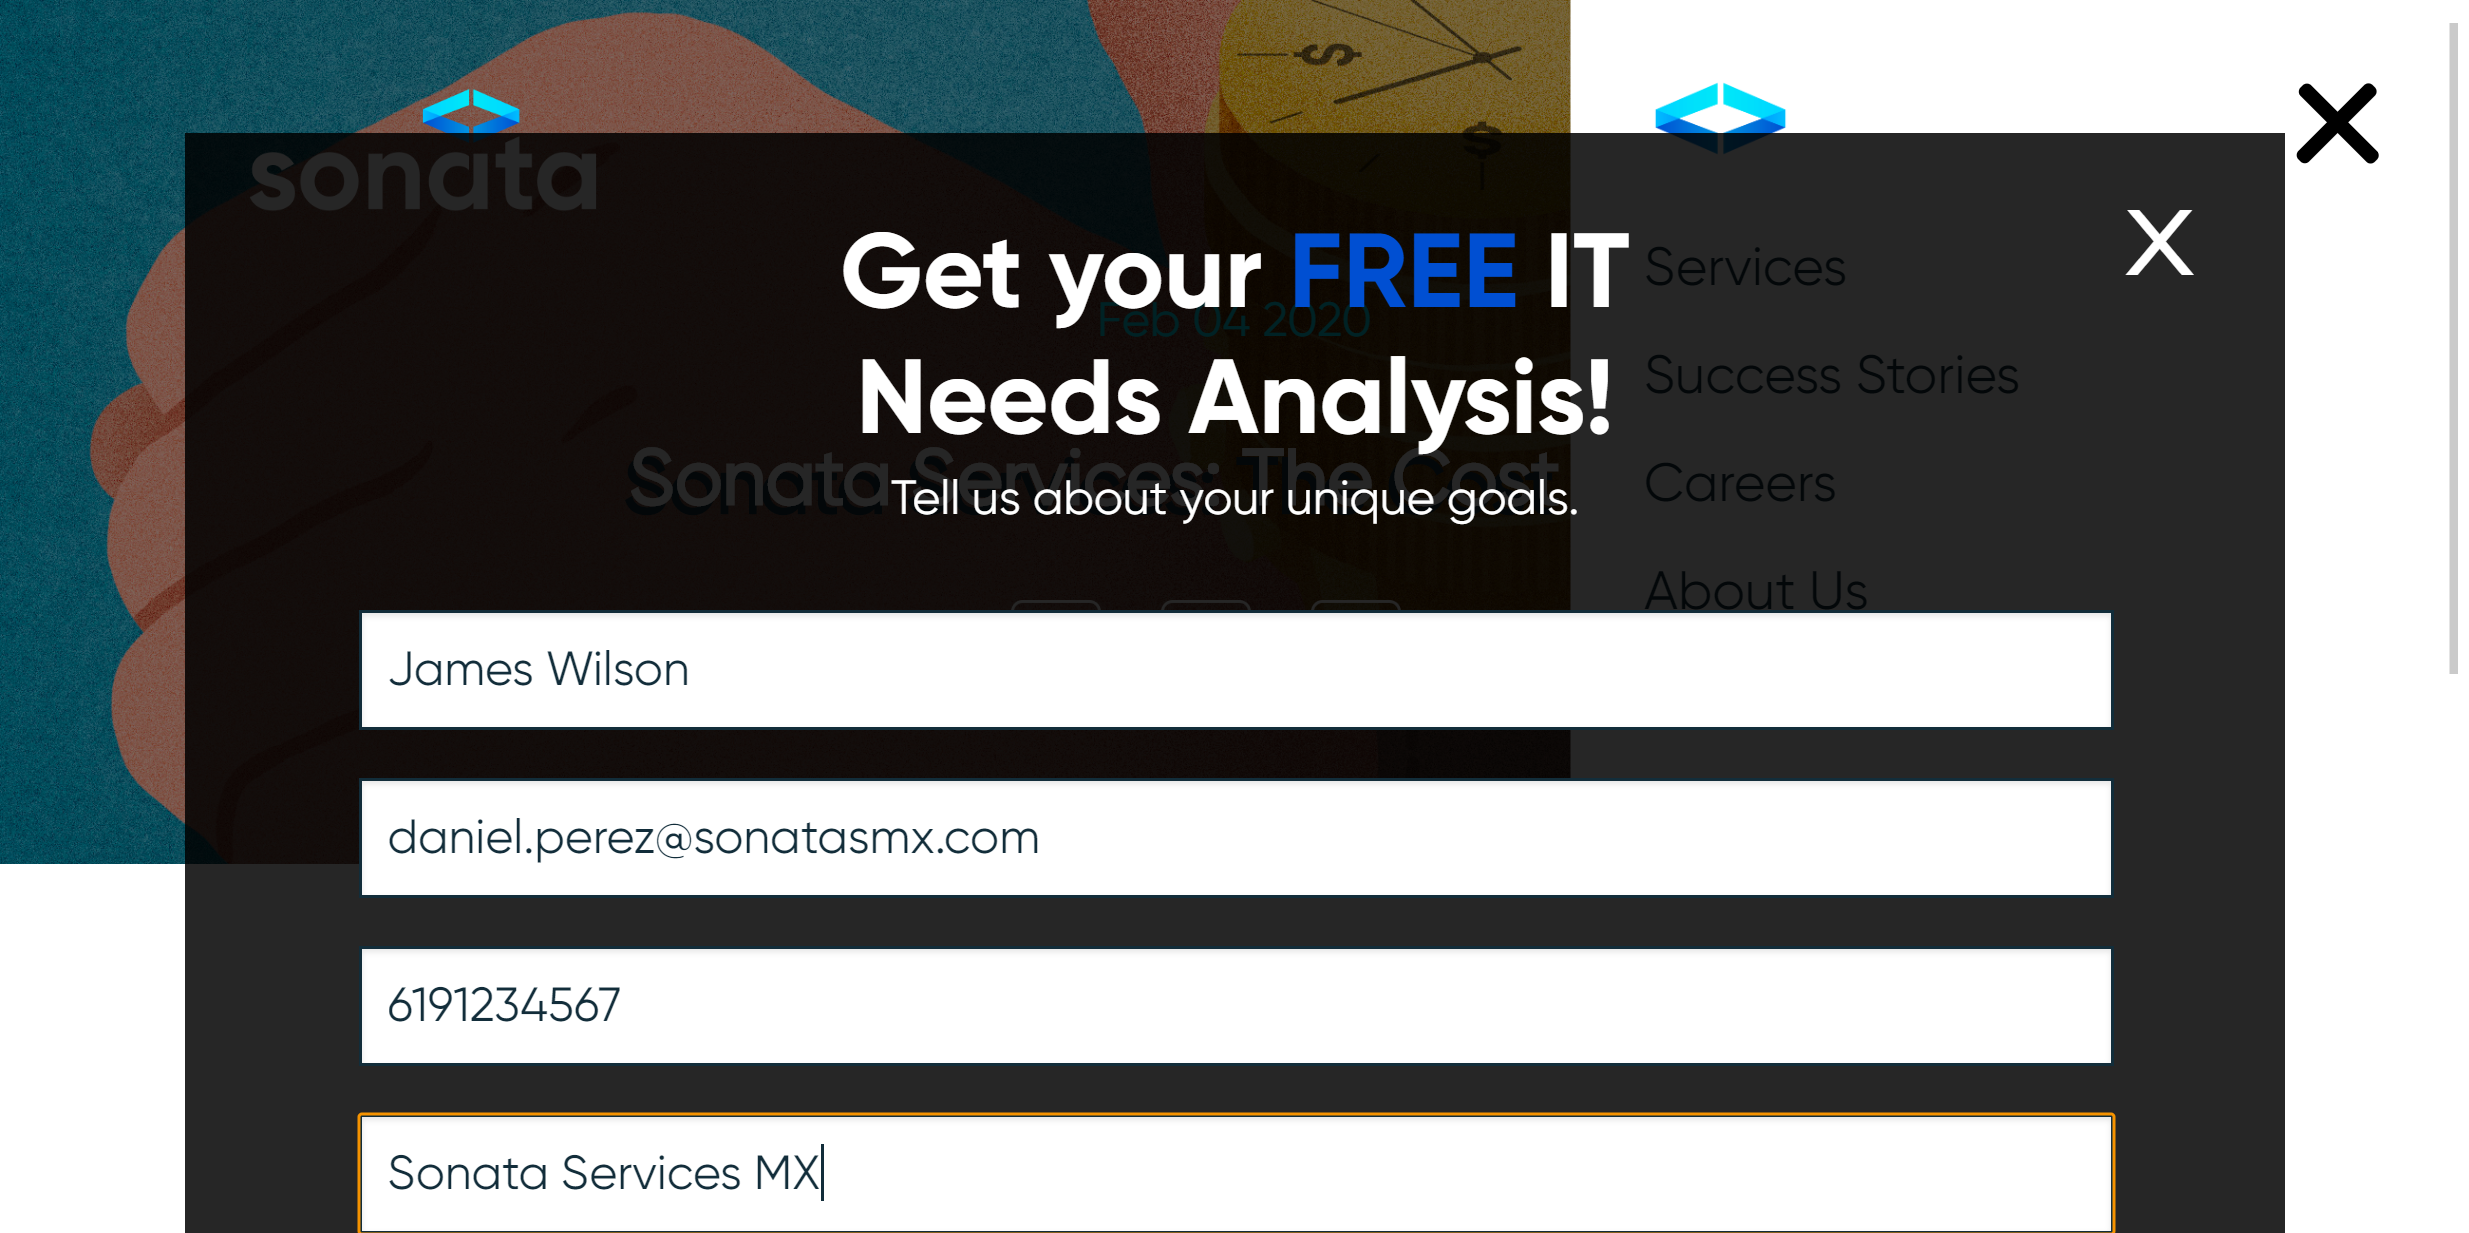 sonata
Get your FREE IT
Needs Analysis!
Feb 04 2020
Sonata Services: The Cost
Tell us about your unique goals.
Services
Success Stories
Careers
About Us
X
James Wilson
daniel.perez@sonatasmx.com
6191234567
Sonata Services MX